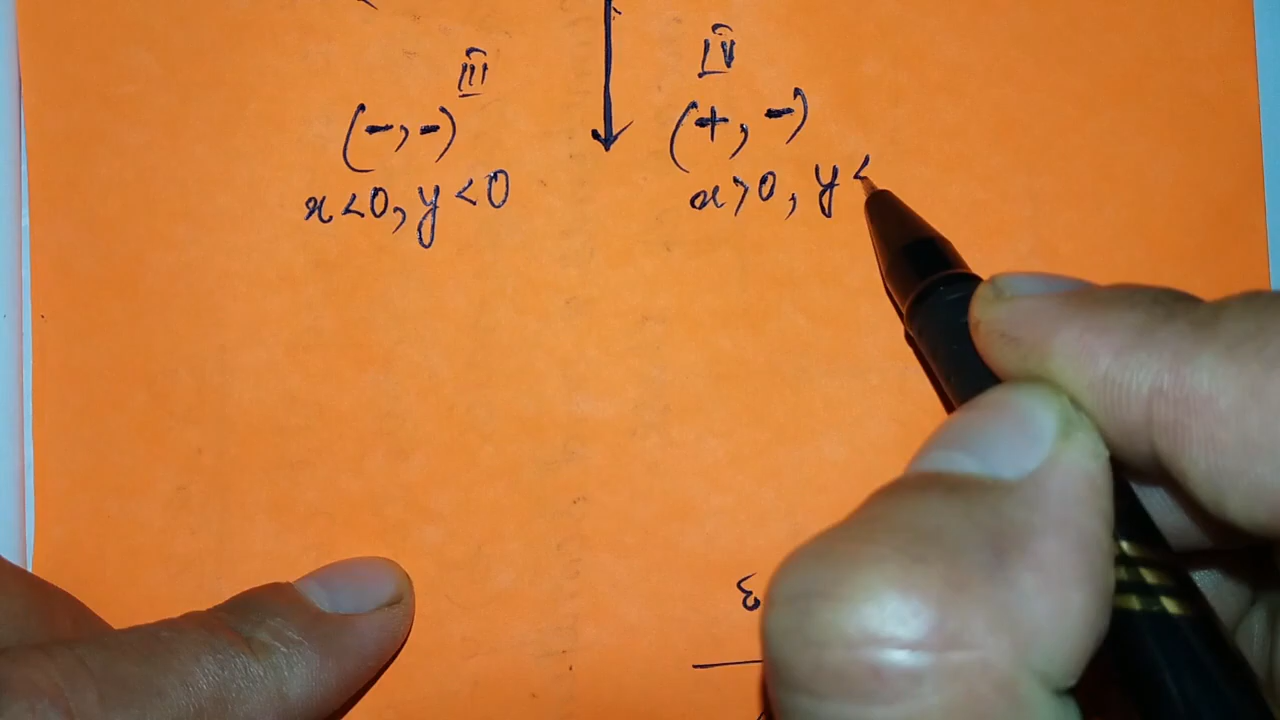 III IV
(-,-) (+,-)
x<0, y<0 x>0, y<